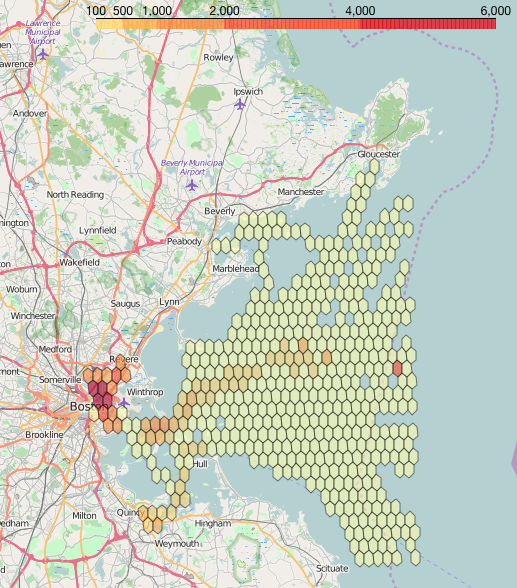 100 500 1,000 2,000 4,000 6,000
Lawrence
Municipal
Airport
Rowley
Lawrence
Ipswich
Andover
Gloucester
Beverly Municipal
Airport
North Reading
Manchester
Beverly
Lynnfield
Peabody
Wakefield
Marblehead
Woburn
Saugus
Lynn
Winchester
Medford
Revere
Somerville
Winthrop
Boston
Brookline
Hull
Milton
Quincy
Hingham
Weymouth
Scituate